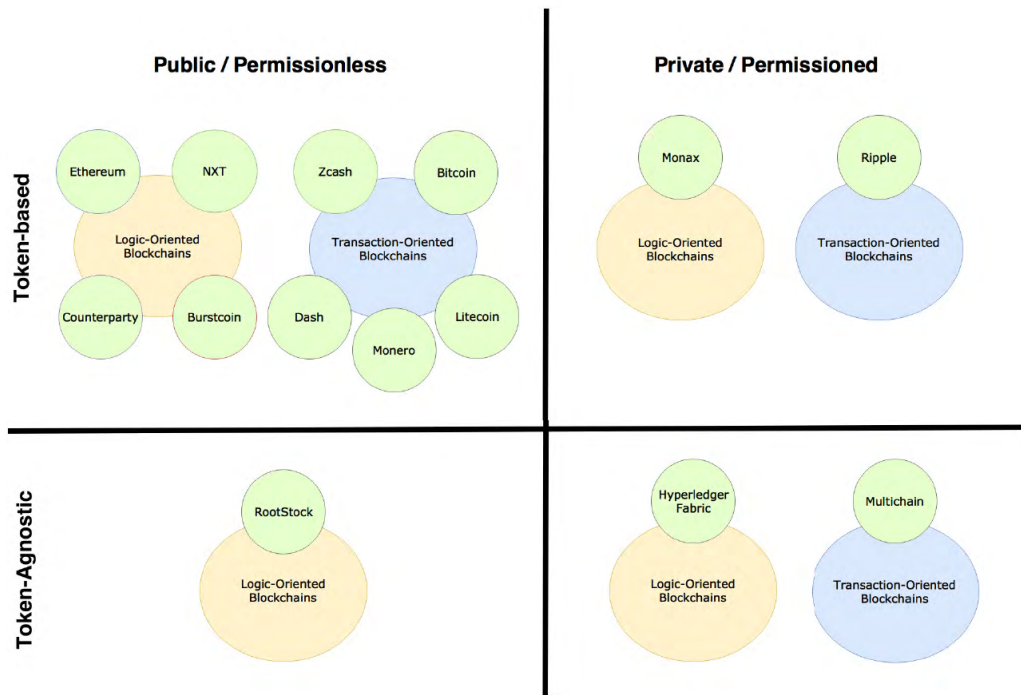 Public / Permissionless
Private / Permissioned
Token-based
Ethereum
NXT
Zcash
Bitcoin
Logic-Oriented
Blockchains
Transaction-Oriented
Blockchains
Counterparty
Burstcoin
Dash
Monero
Litecoin
Monax
Ripple
Logic-Oriented
Blockchains
Transaction-Oriented
Blockchains
Token-Agnostic
RootStock
Logic-Oriented
Blockchains
Hyperledger
Fabric
Multichain
Logic-Oriented
Blockchains
Transaction-Oriented
Blockchains